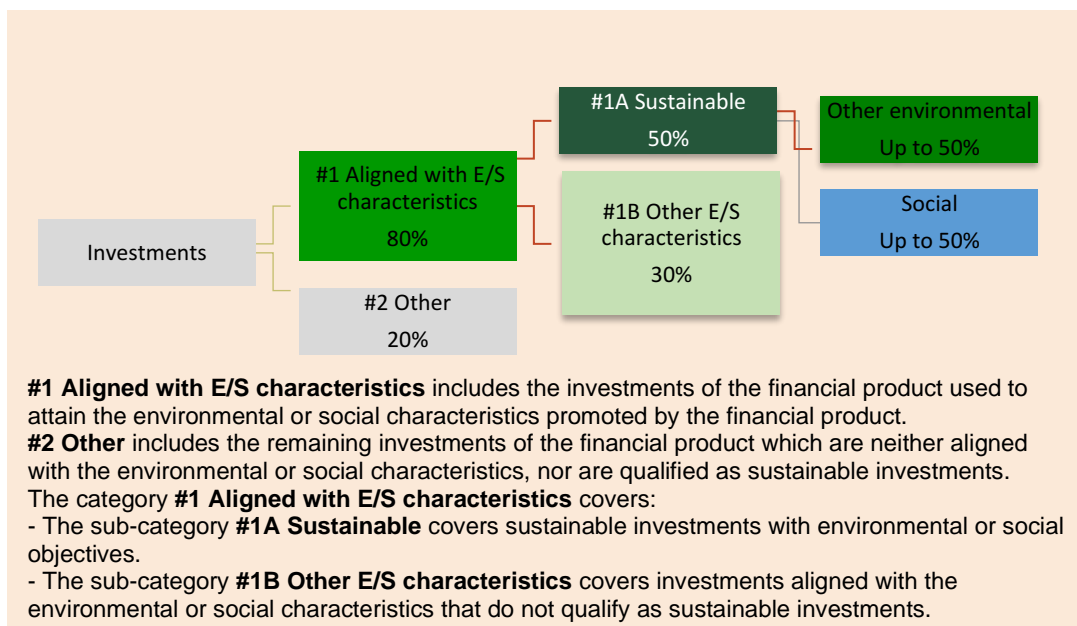 #1A Sustainable
50%
Other environmental
Up to 50%
#1 Aligned with E/S
characteristics
80%
#1B Other E/S
characteristics
30%
Social
Up to 50%
Investments
#2 Other
20%
#1 Aligned with E/S characteristics includes the investments of the financial product used to
attain the environmental or social characteristics promoted by the financial product.
#2 Other includes the remaining investments of the financial product which are neither aligned
with the environmental or social characteristics, nor are qualified as sustainable investments.
The category #1 Aligned with E/S characteristics covers:
- The sub-category #1A Sustainable covers sustainable investments with environmental or social
objectives.
- The sub-category #1B Other E/S characteristics covers investments aligned with the
environmental or social characteristics that do not qualify as sustainable investments.